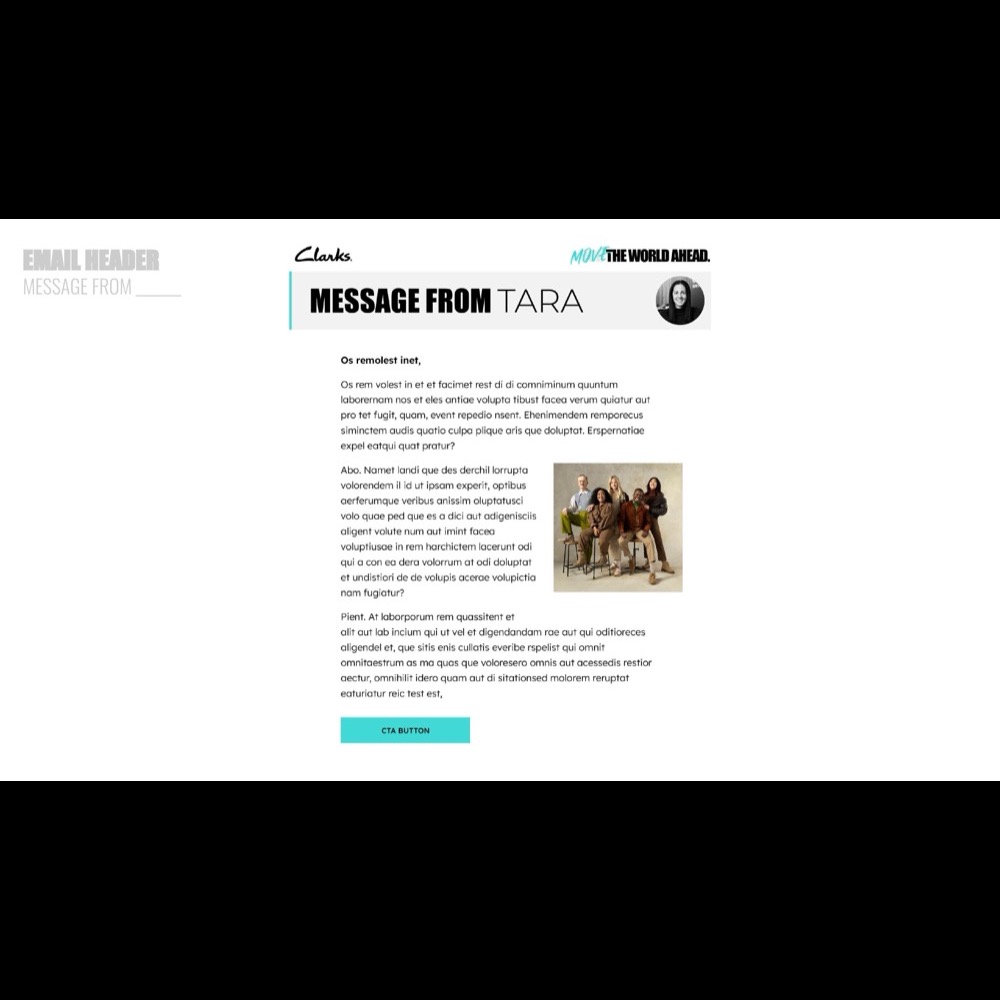 EMAIL HEADER
MESSAGE FROM _____
Clarks.
MOVE THE WORLD AHEAD.
MESSAGE FROM TARA
Os remolest inet,
Os rem volest in et et facimet rest di di comniminum quuntum
laborernam nos et eles antiae volupta tibust facea verum quiatur aut
pro tet fugit, quam, event repedio nsent. Ehenimendem remporecus
siminctem audis quatio culpa plique aris que doluptat. Erspernatiae
expel eatqui quat pratur?
Abo. Namet landi que des derchil lorrupta
volorendem il id ut ipsam experit, optibus
aerferumque veribus anissim oluptatusci
volo quae ped que es a dici aut adigenisciis
aligent volute num aut imint facea
voluptiusae in rem harchictem lacerunt odi
qui a con ea dera volorrum at odi doluptat
et undistiori de de volupis acerae volupictia
nam fugiatur?
Pient. At laborporum rem quassitent et
alit aut lab incium qui ut vel et digendandam rae aut qui oditioreces
aligendel et, que sitis enis cullatis everibe rspelist qui omnit
omnitaestrum as ma quas que voloresero omnis aut acessedis restior
aectur, omnihilit idero quam aut di sitationsed molorem reruptat
eaturiatur reic test est,
CTA BUTTON